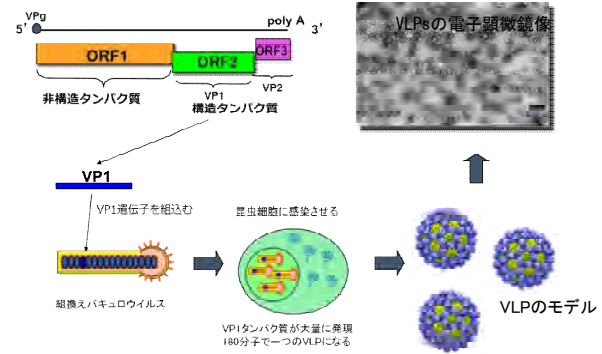 VPg
5’
poly A
3’
ORF1
ORF2
ORF3
非構造タンパク質
VP1
構造タンパク質
VP2
VLPsの電子顕微鏡像
VP1
VP1遺伝子を組込む
組換えバキュロウイルス
昆虫細胞に感染させる
VP1タンパク質が大量に発現
180分子で一つのVLPになる
VLPのモデル